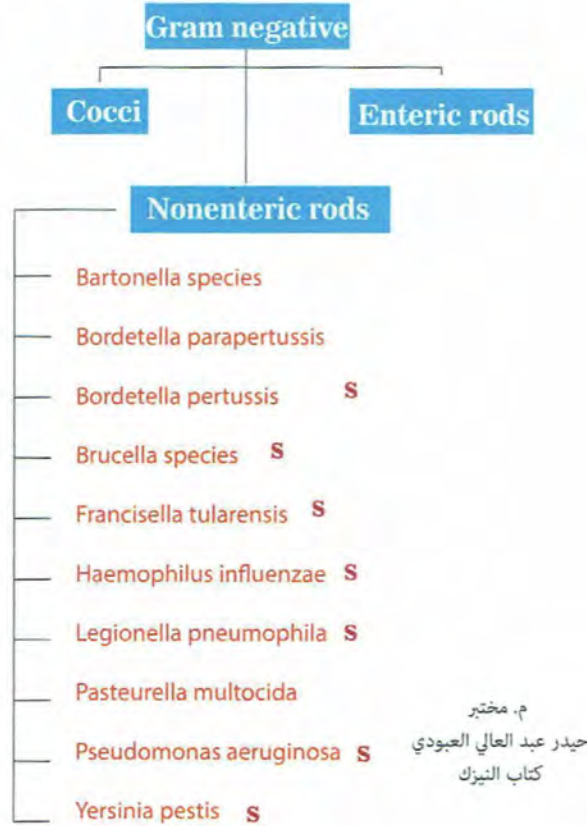 Gram negative
Cocci
Enteric rods
Nonenteric rods
Bartonella species
Bordetella parapertussis
Bordetella pertussis S
Brucella species S
Francisella tularensis S
Haemophilus influenzae S
Legionella pneumophila S
Pasteurella multocida
Pseudomonas aeruginosa S
Yersinia pestis S
م. مختبر
حيدر عبد العالي العبودي
كتاب النيزك